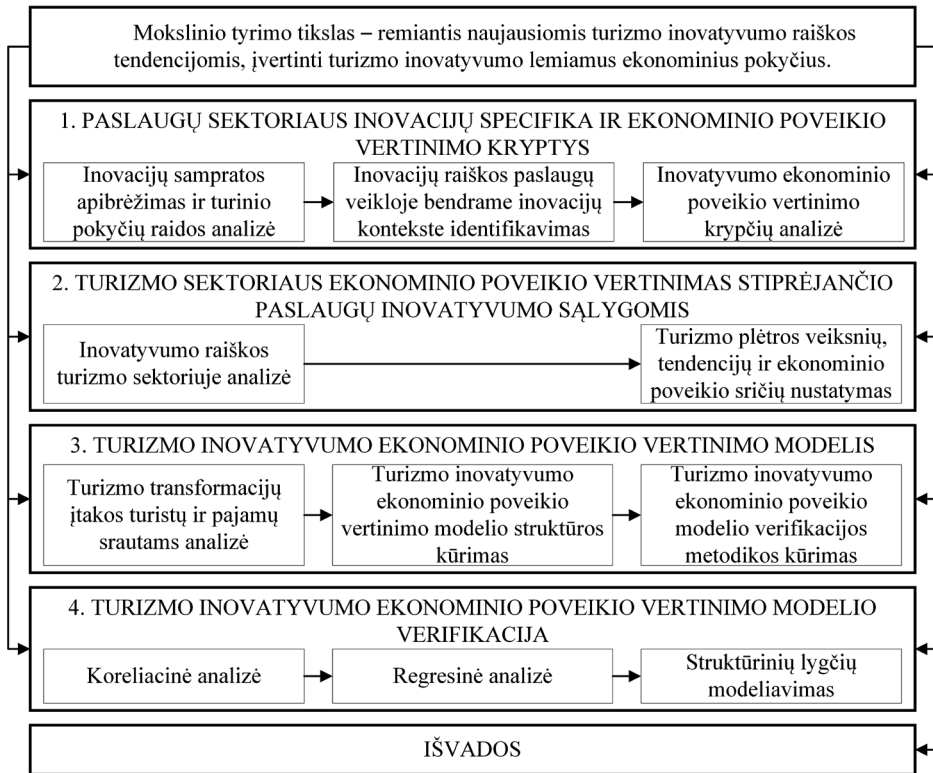 Mokslinio tyrimo tikslas – remiantis naujausiomis turizmo inovatyvumo raiškos
tendencijomis, įvertinti turizmo inovatyvumo lemiamus ekonominius pokyčius.
1. PASLAUGŲ SEKTORIAUS INOVACIJŲ SPECIFIKA IR EKONOMINIO POVEIKIO
VERTINIMO KRYPTYS
Inovacijų sampratos
apibrėžimas ir turinio
pokyčių raidos analizė
Inovacijų raiškos paslaugų
veikloje bendrame inovacijų
kontekste identifikavimas
Inovatyvumo ekonominio
poveikio vertinimo
krypčių analizė
2. TURIZMO SEKTORIAUS EKONOMINIO POVEIKIO VERTINIMAS STIPRĖJANČIO
PASLAUGŲ INOVATYVUMO SĄLYGOMIS
Inovatyvumo raiškos
turizmo sektoriuje analizė
Turizmo plėtros veiksnių,
tendencijų ir ekonominio
poveikio sričių nustatymas
3. TURIZMO INOVATYVUMO EKONOMINIO POVEIKIO VERTINIMO MODELIS
Turizmo transformacijų
įtakos turistų ir pajamų
srautams analizė
Turizmo inovatyvumo
ekonominio poveikio
vertinimo modelio struktūros
kūrimas
Turizmo inovatyvumo
ekonominio poveikio
modelio verifikacijos
metodikos kūrimas
4. TURIZMO INOVATYVUMO EKONOMINIO POVEIKIO VERTINIMO MODELIO
VERIFIKACIJA
Koreliacinė analizė
Regresinė analizė
Struktūrinių lygčių
modeliavimas
IŠVADOS